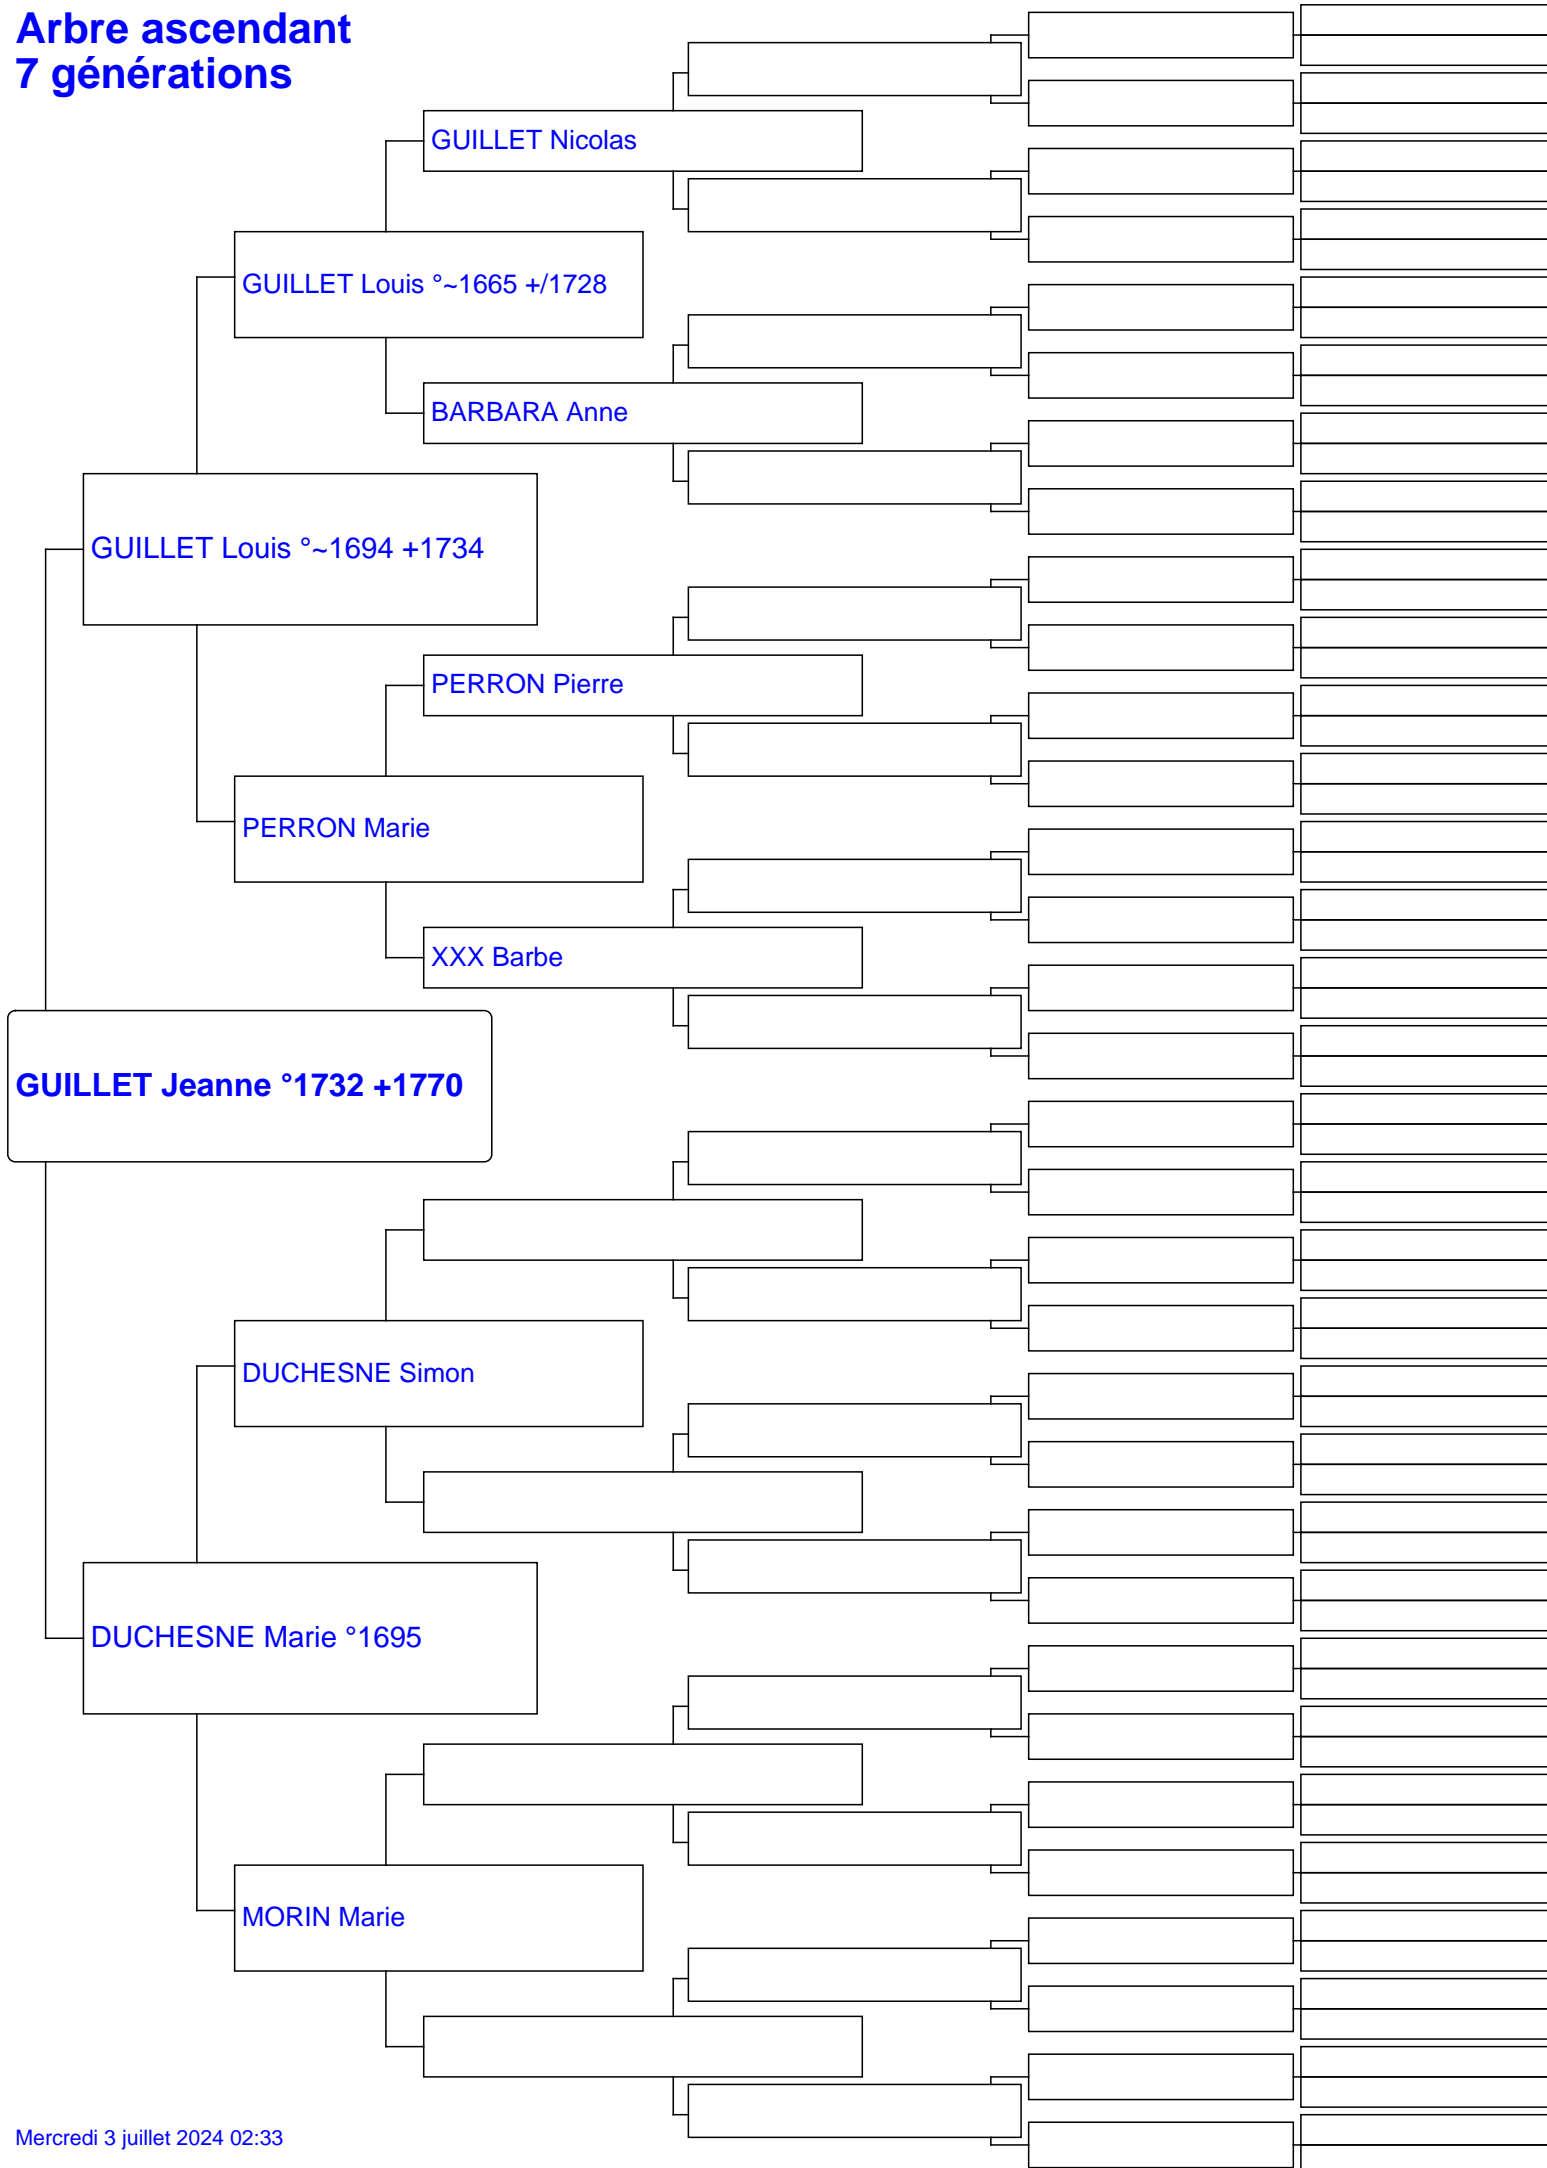 Arbre ascendant
7 générations
GUILLET Nicolas
GUILLET Louis °~1665 +/1728
BARBARA Anne
GUILLET Louis °~1694 +1734
PERRON Pierre
PERRON Marie
XXX Barbe
GUILLET Jeanne °1732 +1770
DUCHESNE Simon
DUCHESNE Marie °1695
MORIN Marie
Mercredi 3 juillet 2024 02:33